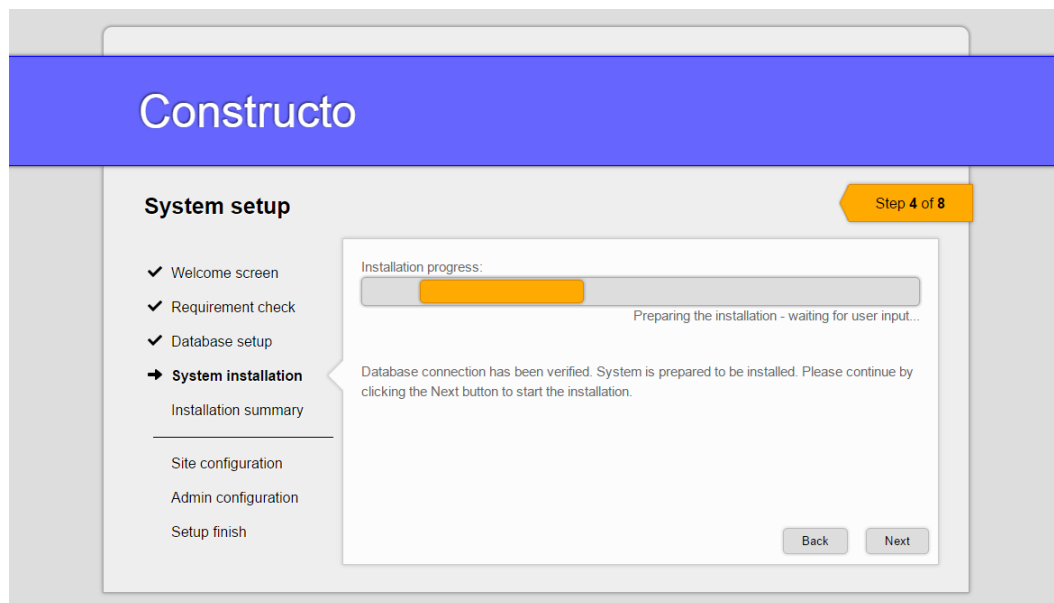 Constructo
System setup
Step 4 of 8
Welcome screen
Requirement check
Database setup
System installation
Installation summary
Site configuration
Admin configuration
Setup finish
Installation progress:
Preparing the installation - waiting for user input...
Database connection has been verified. System is prepared to be installed. Please continue by
clicking the Next button to start the installation.
Back
Next